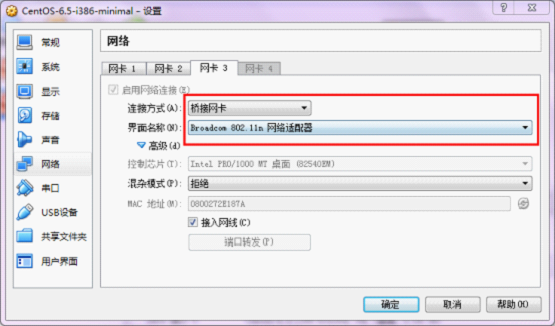 CentOS-6.5-i386-minimal - 设置
常规
系统
显示
存储
声音
网络
串口
USB设备
共享文件夹
用户界面
网络
网卡 1 网卡 2 网卡 3 网卡 4
启用网络连接(E)
连接方式(A): 桥接网卡
界面名称(N): Broadcom 802.11n 网络适配器
高级(d)
控制芯片(T): Intel PRO/1000 MT 桌面 (82540EM)
混杂模式(P): 拒绝
MAC 地址(M): 0800272E187A
接入网线(C)
端口转发(P)
确定 取消 帮助(H)